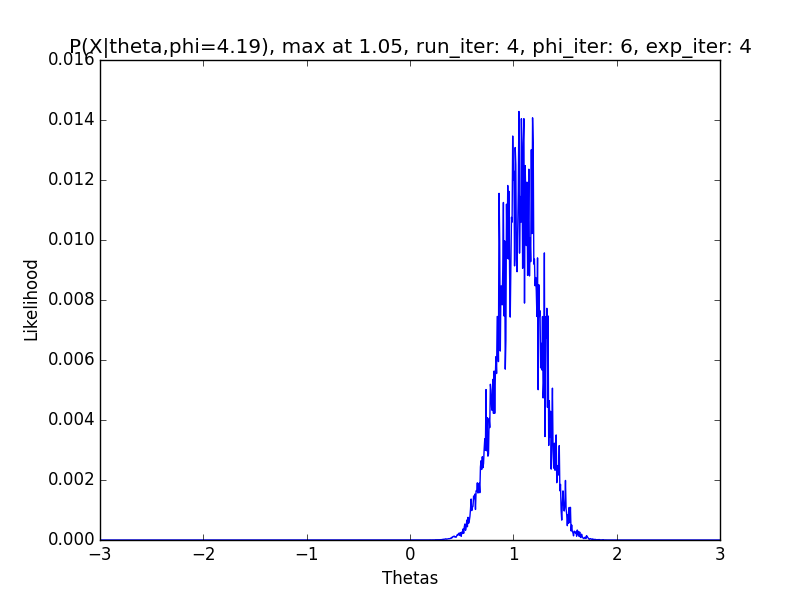 P(X|theta,phi=4.19), max at 1.05, run_iter: 4, phi_iter: 6, exp_iter: 4
0.016
0.014
0.012
0.010
0.008
0.006
0.004
0.002
0.000
Likelihood
−3 −2 −1 0 1 2 3
Thetas